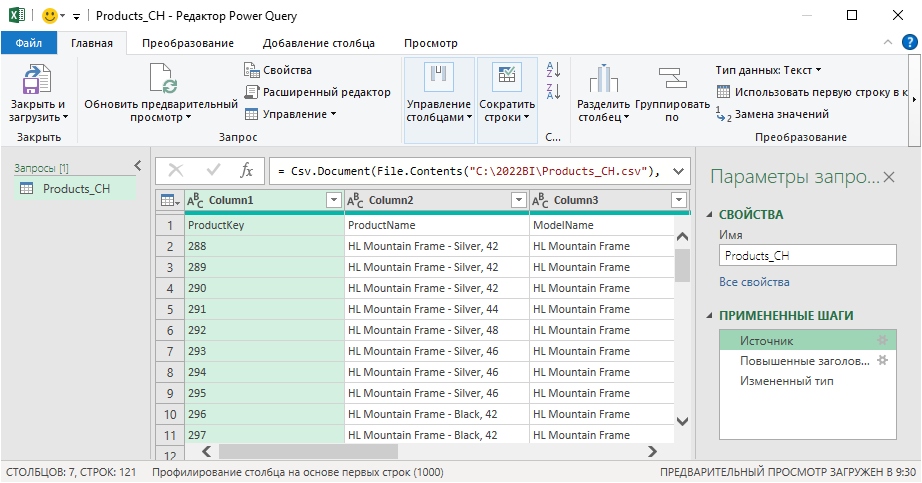 Products_CH - Редактор Power Query
Файл Главная Преобразование Добавление столбца Просмотр
Закрыть и загрузить
Закрыть
Обновить предварительный просмотр
Свойства
Расширенный редактор
Управление
Запрос
Управление столбцами
Сократить строки
С...
Разделить столбец
Группировать по
Тип данных: Текст
Использовать первую строку в к
Замена значений
Преобразование
Запросы [1]
Products_CH
= Csv.Document(File.Contents("C:\2022BI\Products_CH.csv"),
Column1 Column2 Column3
1 ProductKey ProductName ModelName
2 288 HL Mountain Frame - Silver, 42 HL Mountain Frame
3 289 HL Mountain Frame - Silver, 42 HL Mountain Frame
4 290 HL Mountain Frame - Silver, 42 HL Mountain Frame
5 291 HL Mountain Frame - Silver, 44 HL Mountain Frame
6 292 HL Mountain Frame - Silver, 48 HL Mountain Frame
7 293 HL Mountain Frame - Silver, 46 HL Mountain Frame
8 294 HL Mountain Frame - Silver, 46 HL Mountain Frame
9 295 HL Mountain Frame - Silver, 46 HL Mountain Frame
10 296 HL Mountain Frame - Black, 42 HL Mountain Frame
11 297 HL Mountain Frame - Black, 42 HL Mountain Frame
12
Параметры запро...
СВОЙСТВА
Имя
Products_CH
Все свойства
ПРИМЕНЕННЫЕ ШАГИ
Источник
Повышенные заголов...
Измененный тип
СТОЛБЦОВ: 7, СТРОК: 121 Профилирование столбца на основе первых строк (1000) ПРЕДВАРИТЕЛЬНЫЙ ПРОСМОТР ЗАГРУЖЕН В 9:30